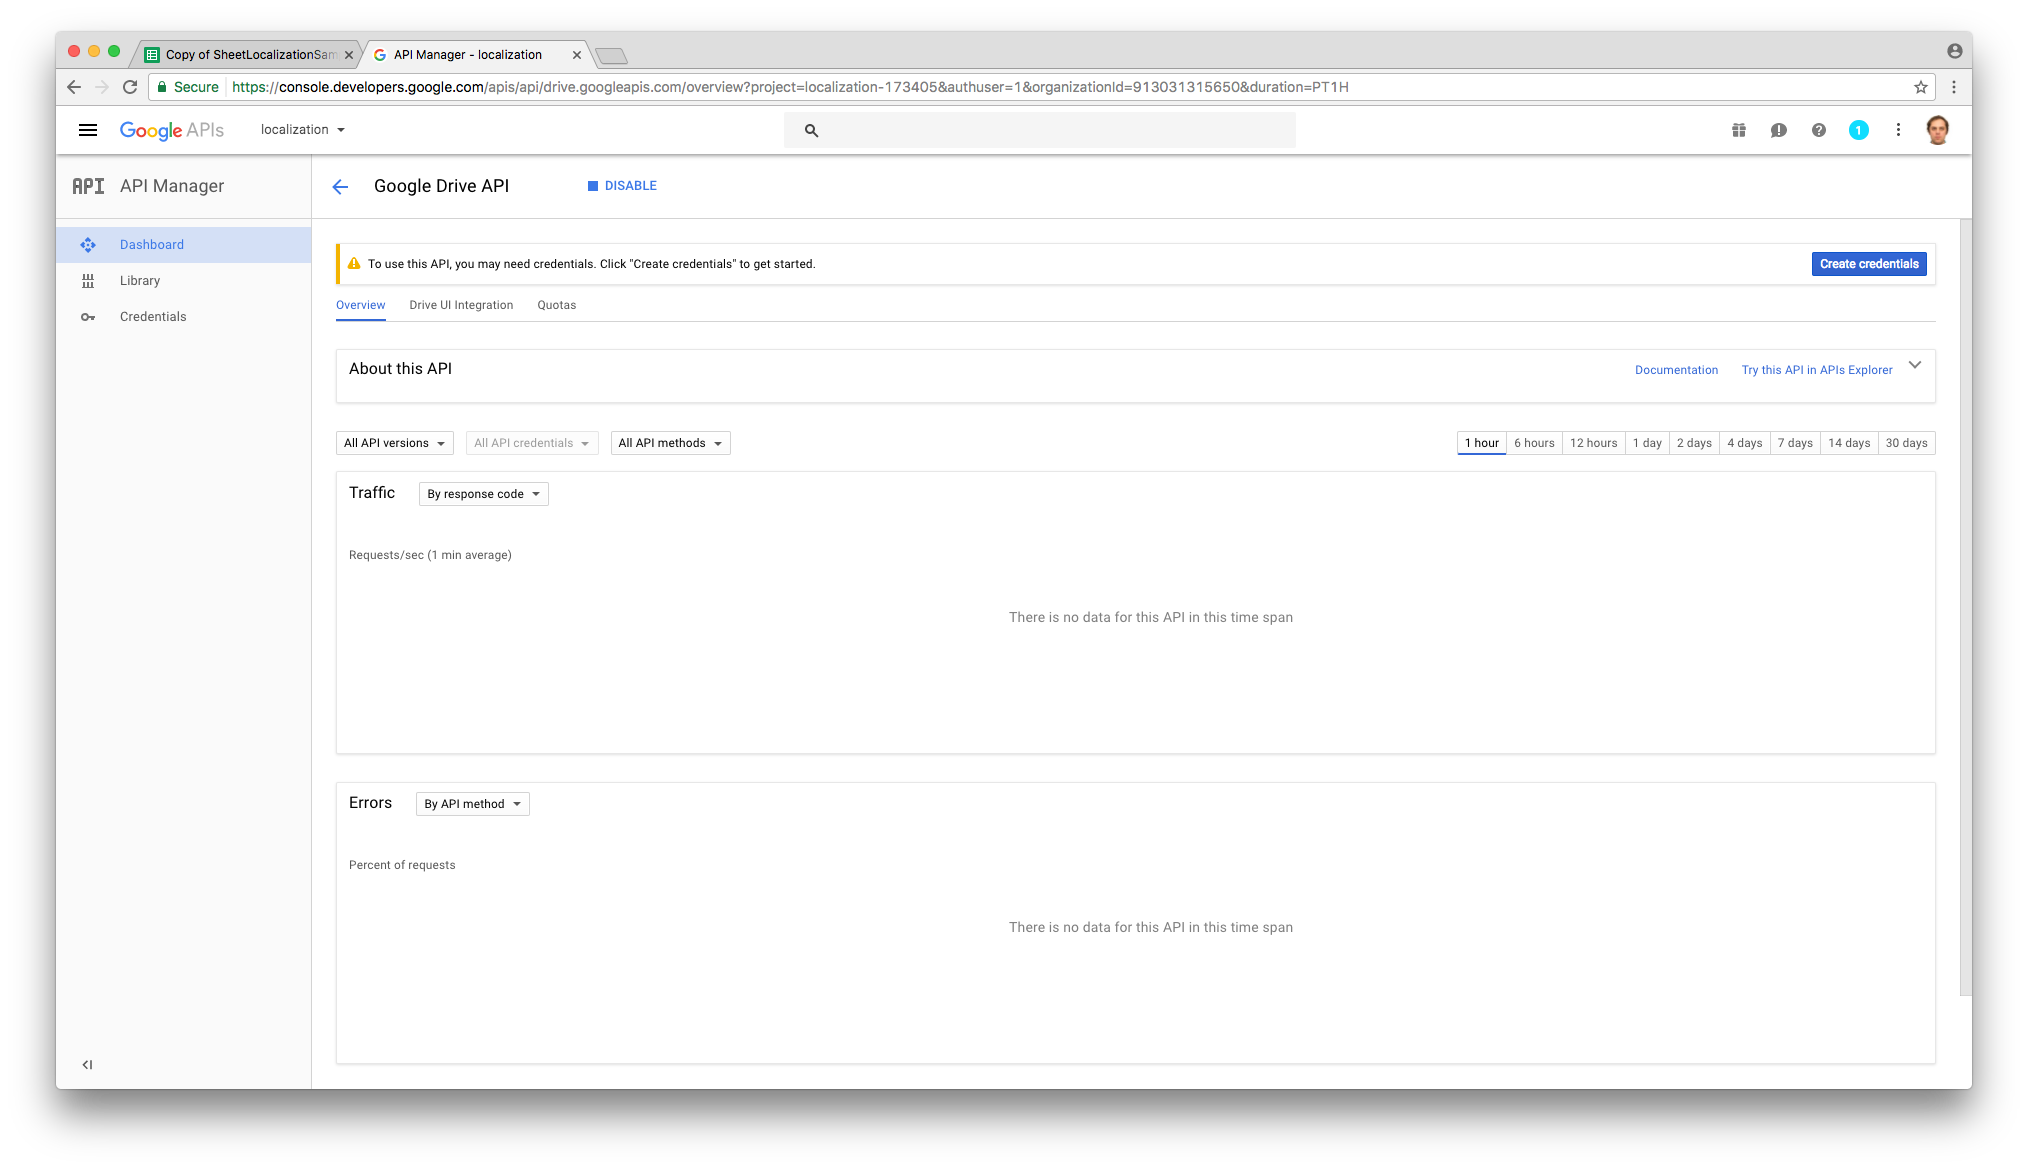 Copy of SheetLocalizationSam
API Manager - localization
Secure https://console.developers.google.com/apis/api/drive.googleapis.com/overview?project=localization-173405&authuser=1&organizationId=913031315650&duration=PT1H
Google APIs localization 1
API API Manager
Google Drive API DISABLE
Dashboard
Library
Credentials
To use this API, you may need credentials. Click "Create credentials" to get started. Create credentials
Overview Drive UI Integration Quotas
About this API Documentation Try this API in APIs Explorer
All API versions All API credentials All API methods 1 hour 6 hours 12 hours 1 day 2 days 4 days 7 days 14 days 30 days
Traffic By response code
Requests/sec (1 min average)
There is no data for this API in this time span
Errors By API method
Percent of requests
There is no data for this API in this time span